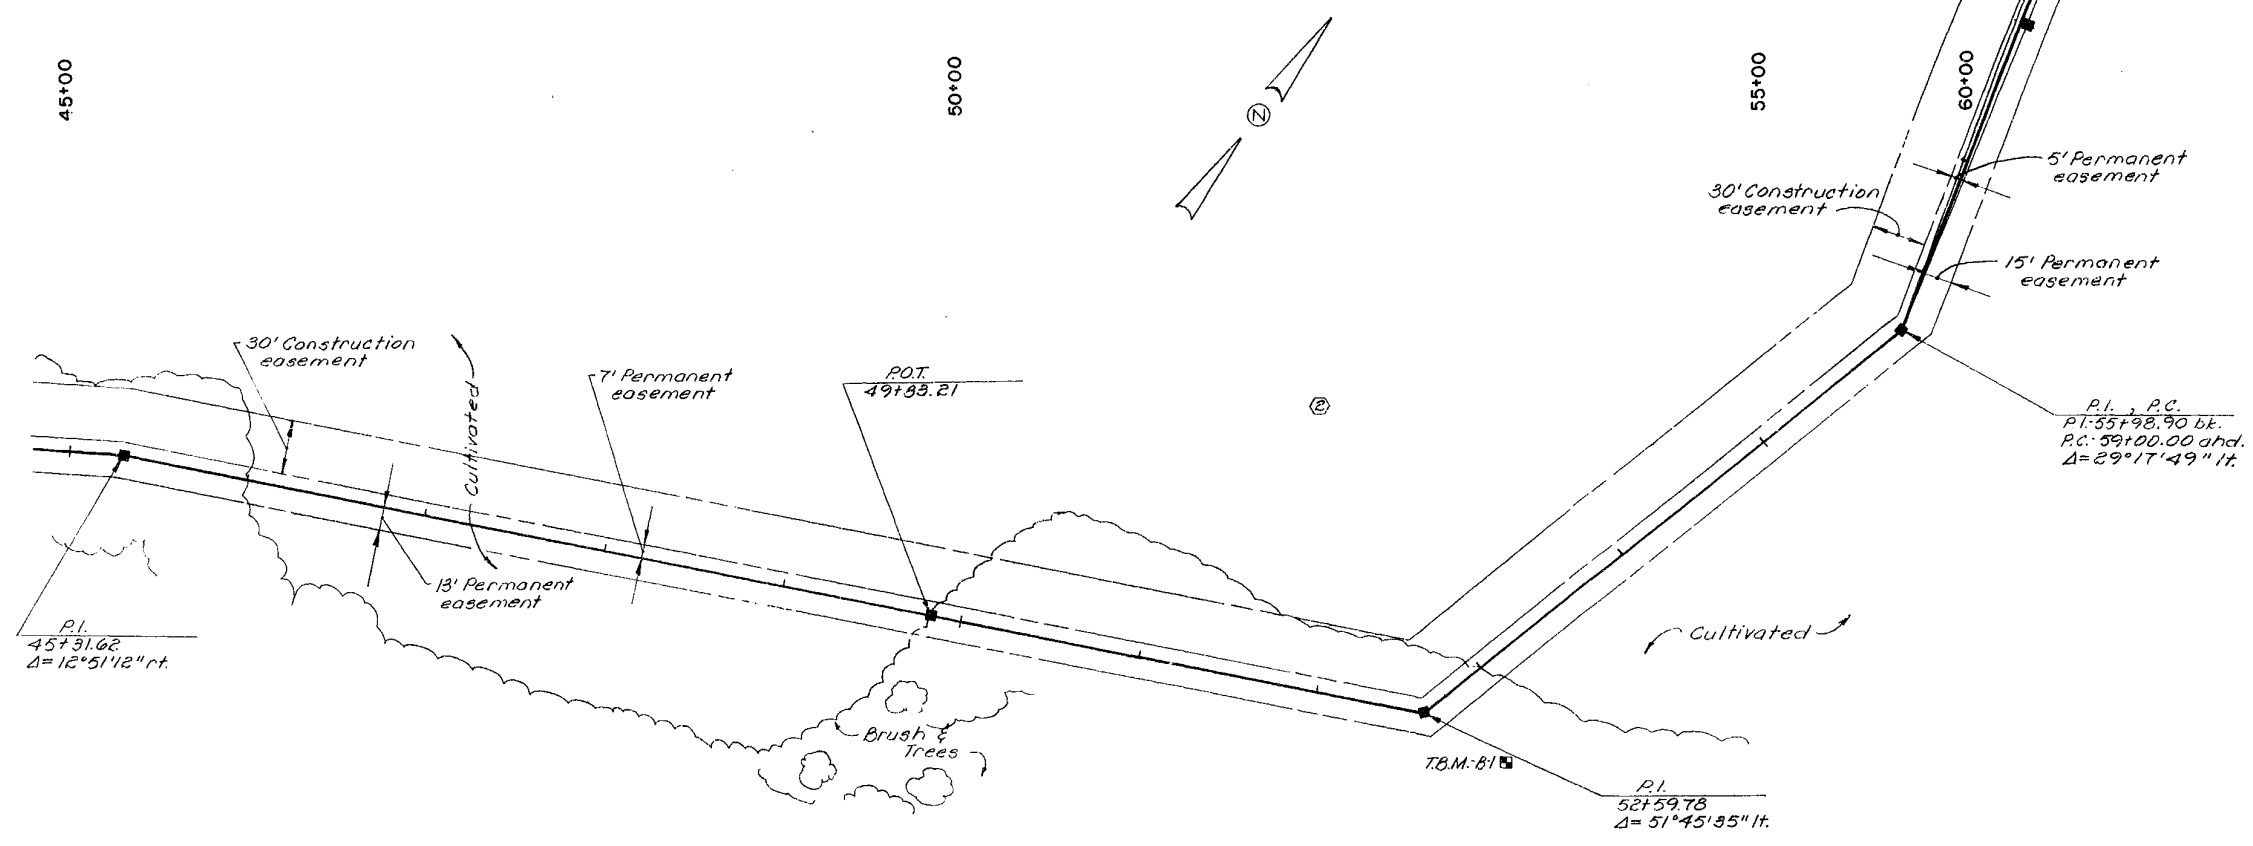 45+00
50+00
55+00
60+00
N
5' Permanent
easement
30' Construction
easement
15' Permanent
easement
30' Construction
easement
Cultivated
7' Permanent
easement
P.O.T.
49+83.21
2
P.I. , P.C.
P.I.-55+98.90 bk.
P.C.-59+00.00 ahd.
Δ=29°17'49" lt.
13' Permanent
easement
P.I.
45+31.62
Δ=12°51'12" rt.
Cultivated
Brush &
Trees
T.B.M.-B-1
P.I.
52+59.78
Δ= 51°45'35" lt.